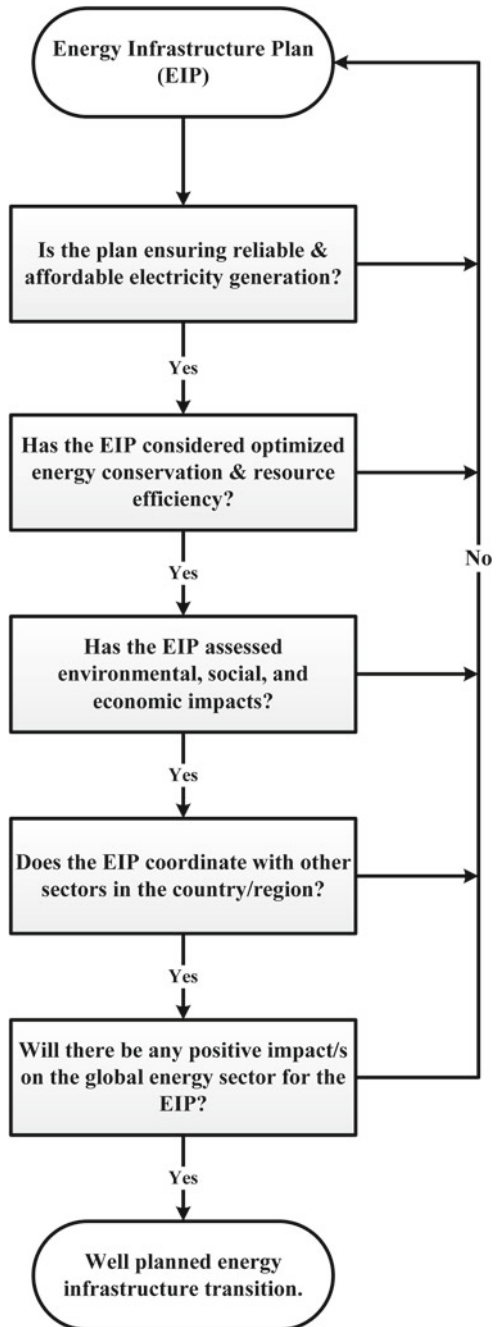 Energy Infrastructure Plan
(EIP)
Is the plan ensuring reliable &
affordable electricity generation?
Yes
Has the EIP considered optimized
energy conservation & resource
efficiency?
No
Yes
Has the EIP assessed
environmental, social, and
economic impacts?
Yes
Does the EIP coordinate with other
sectors in the country/region?
Yes
Will there be any positive impact/s
on the global energy sector for the
EIP?
Yes
Well planned energy
infrastructure transition.